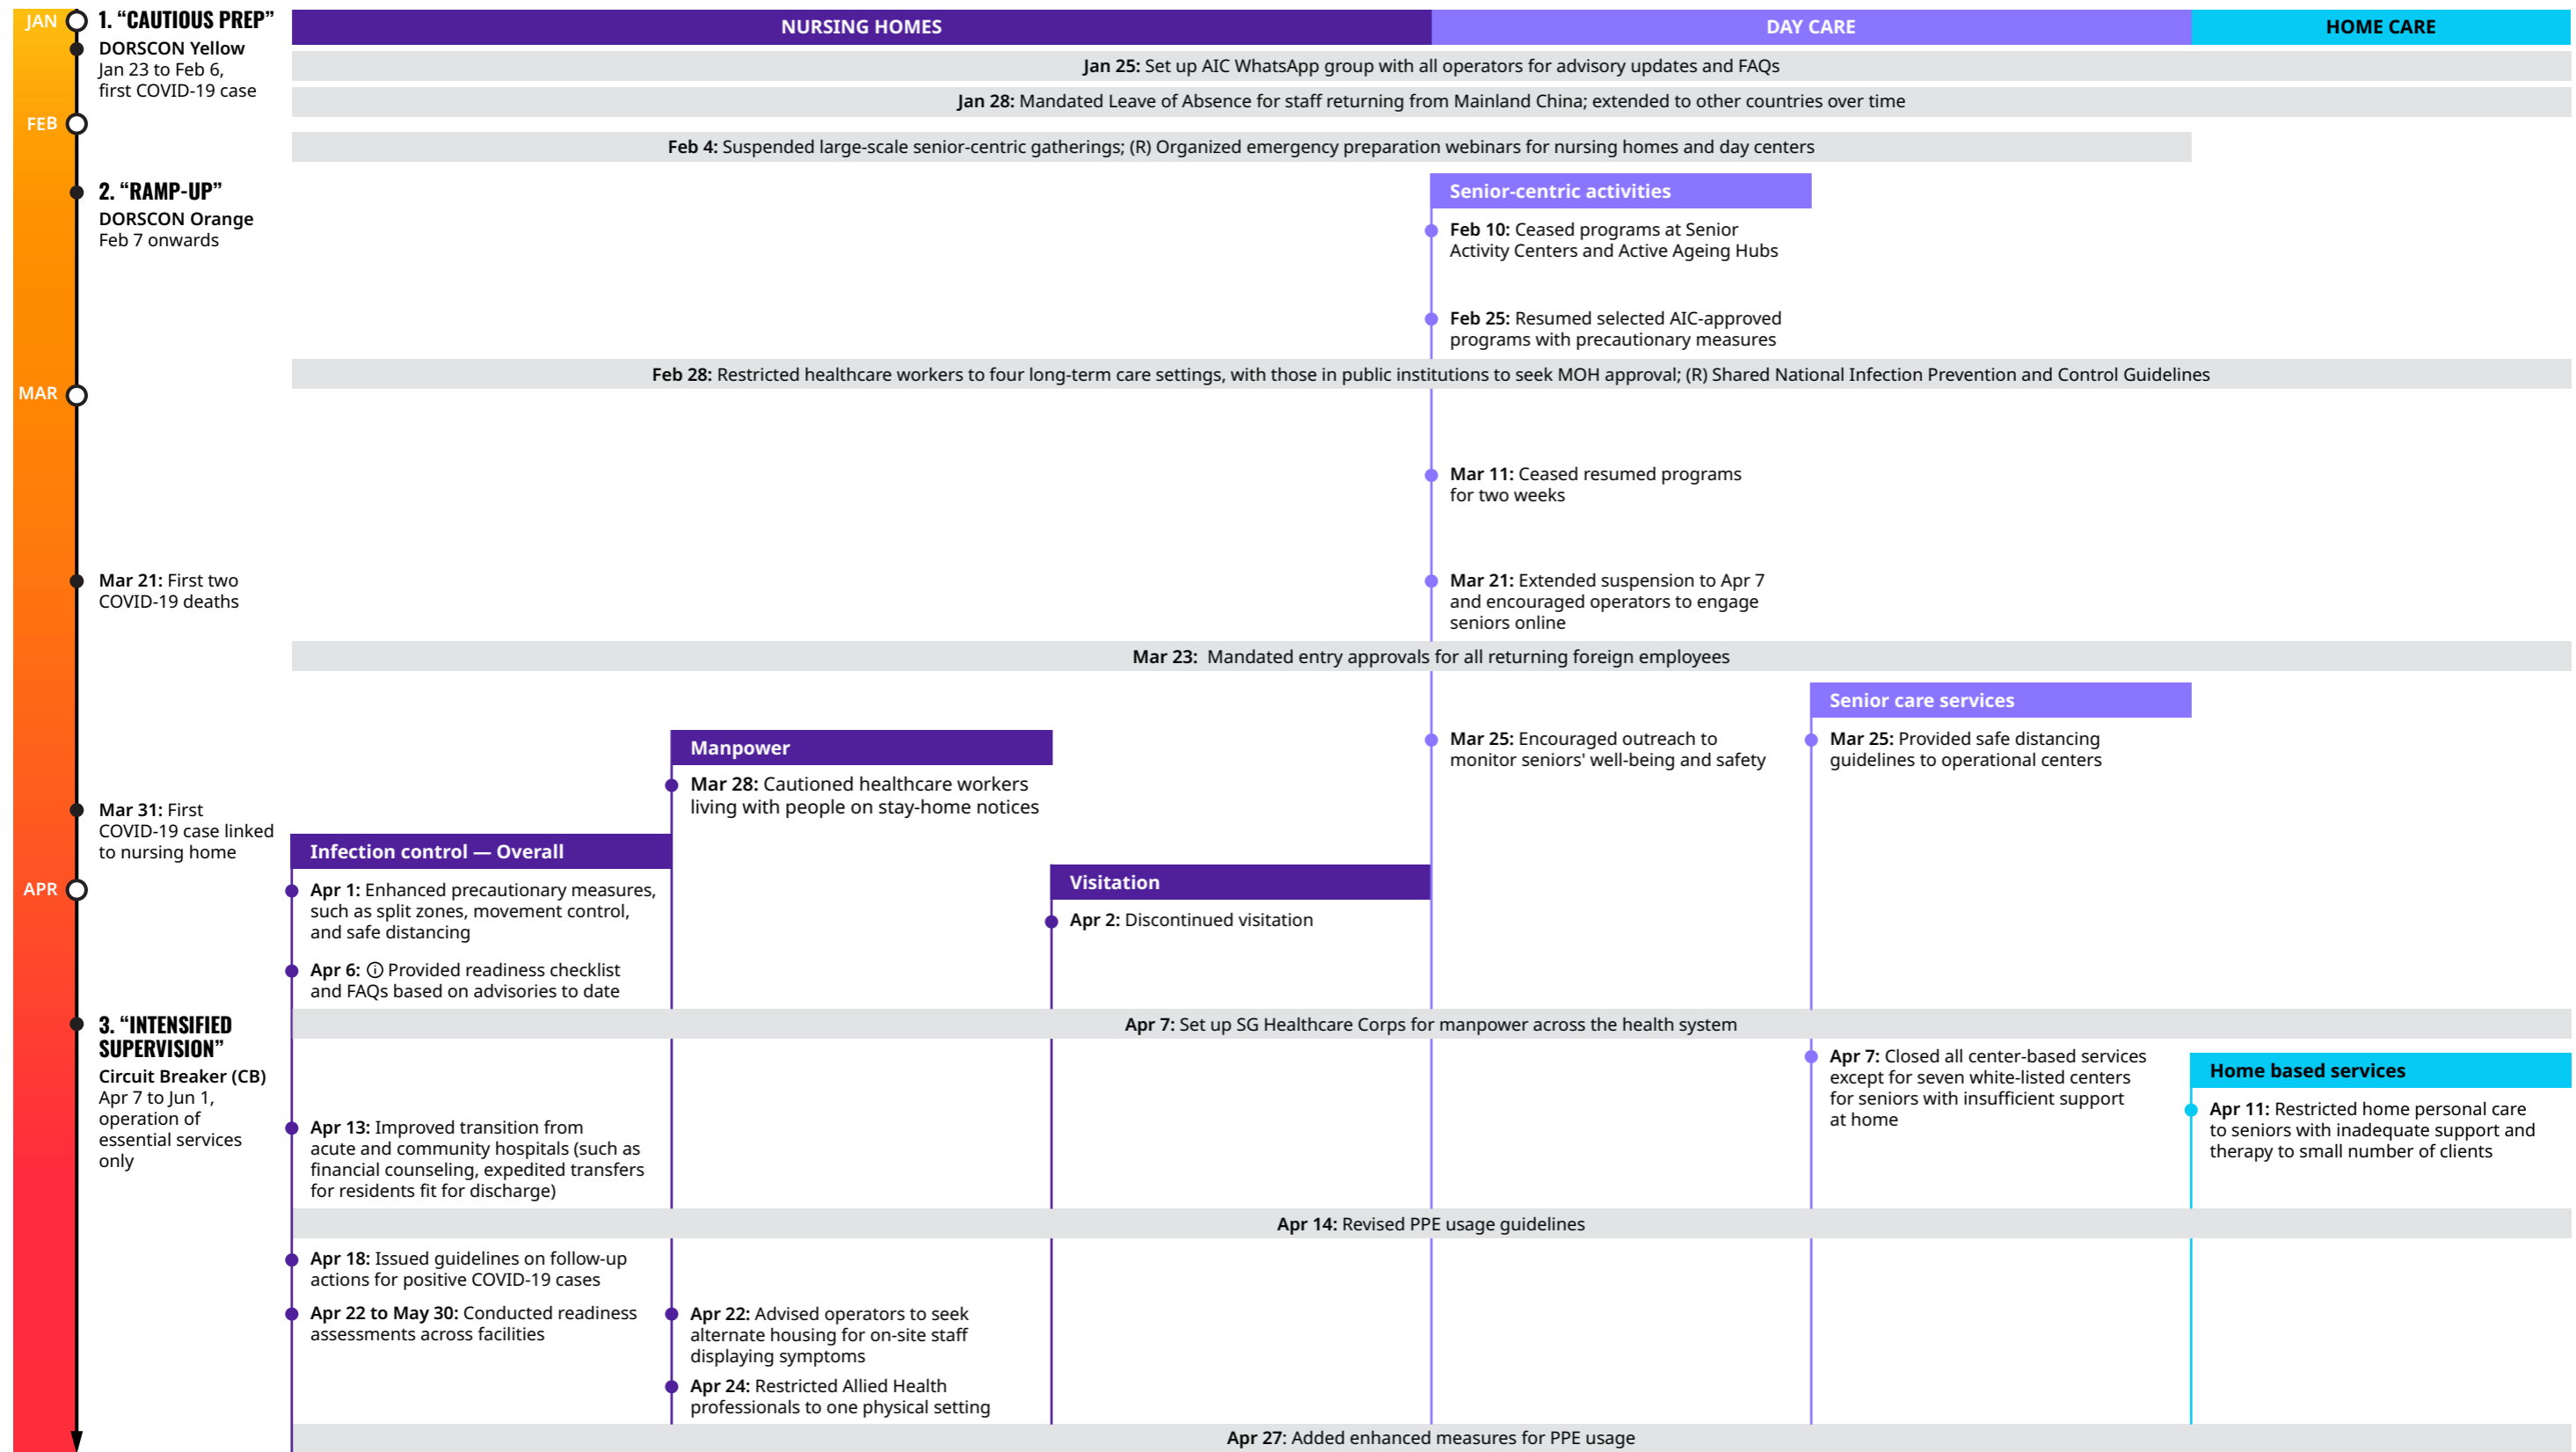 JAN
1. “CAUTIOUS PREP”
DORSCON Yellow
Jan 23 to Feb 6,
first COVID-19 case
NURSING HOMES
DAY CARE
HOME CARE
Jan 25: Set up AIC WhatsApp group with all operators for advisory updates and FAQs
Jan 28: Mandated Leave of Absence for staff returning from Mainland China; extended to other countries over time
FEB
Feb 4: Suspended large-scale senior-centric gatherings; (R) Organized emergency preparation webinars for nursing homes and day centers
2. “RAMP-UP”
DORSCON Orange
Feb 7 onwards
Senior-centric activities
Feb 10: Ceased programs at Senior
Activity Centers and Active Ageing Hubs
Feb 25: Resumed selected AIC-approved
programs with precautionary measures
Feb 28: Restricted healthcare workers to four long-term care settings, with those in public institutions to seek MOH approval; (R) Shared National Infection Prevention and Control Guidelines
MAR
Mar 11: Ceased resumed programs
for two weeks
Mar 21: First two
COVID-19 deaths
Mar 21: Extended suspension to Apr 7
and encouraged operators to engage
seniors online
Mar 23: Mandated entry approvals for all returning foreign employees
Senior care services
Mar 25: Encouraged outreach to
monitor seniors' well-being and safety
Mar 25: Provided safe distancing
guidelines to operational centers
Manpower
Mar 28: Cautioned healthcare workers
living with people on stay-home notices
Mar 31: First
COVID-19 case linked
to nursing home
Infection control — Overall
APR
Apr 1: Enhanced precautionary measures,
such as split zones, movement control,
and safe distancing
Visitation
Apr 2: Discontinued visitation
Apr 6: ⓘ Provided readiness checklist
and FAQs based on advisories to date
3. “INTENSIFIED
SUPERVISION”
Circuit Breaker (CB)
Apr 7 to Jun 1,
operation of
essential services
only
Apr 7: Set up SG Healthcare Corps for manpower across the health system
Apr 7: Closed all center-based services
except for seven white-listed centers
for seniors with insufficient support
at home
Home based services
Apr 11: Restricted home personal care
to seniors with inadequate support and
therapy to small number of clients
Apr 13: Improved transition from
acute and community hospitals (such as
financial counseling, expedited transfers
for residents fit for discharge)
Apr 14: Revised PPE usage guidelines
Apr 18: Issued guidelines on follow-up
actions for positive COVID-19 cases
Apr 22 to May 30: Conducted readiness
assessments across facilities
Apr 22: Advised operators to seek
alternate housing for on-site staff
displaying symptoms
Apr 24: Restricted Allied Health
professionals to one physical setting
Apr 27: Added enhanced measures for PPE usage